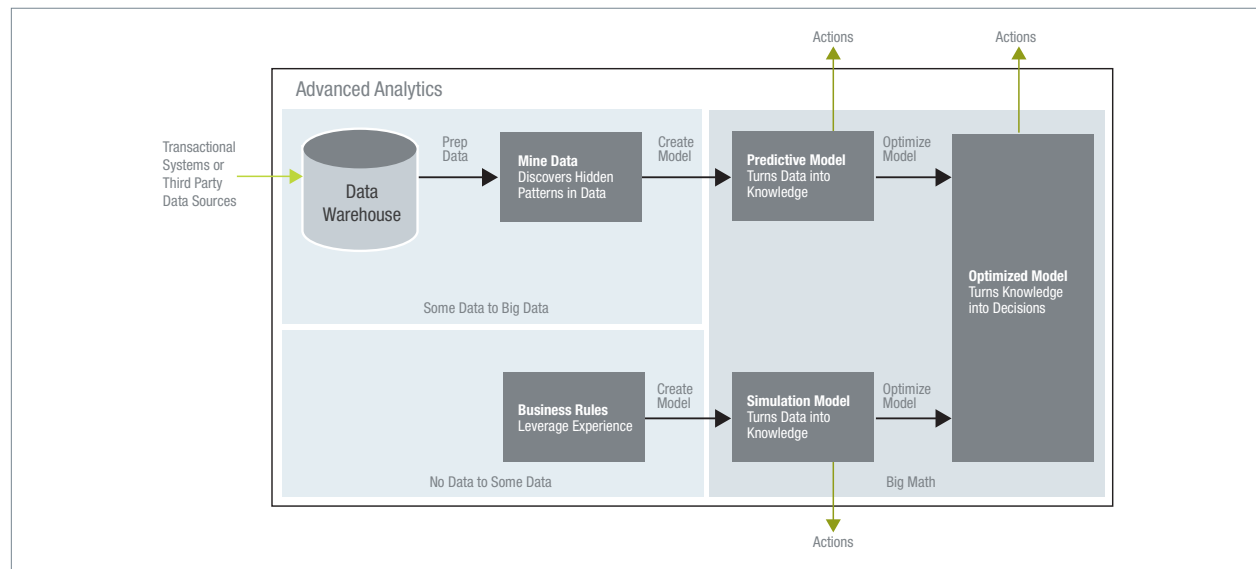 Actions
Actions
Advanced Analytics
Transactional
Systems or
Third Party
Data Sources
Data
Warehouse
Prep
Data
Mine Data
Discovers Hidden
Patterns in Data
Create
Model
Predictive Model
Turns Data into
Knowledge
Optimize
Model
Optimized Model
Turns Knowledge
into Decisions
Some Data to Big Data
Business Rules
Leverage Experience
Create
Model
Simulation Model
Turns Data into
Knowledge
Optimize
Model
No Data to Some Data
Big Math
Actions